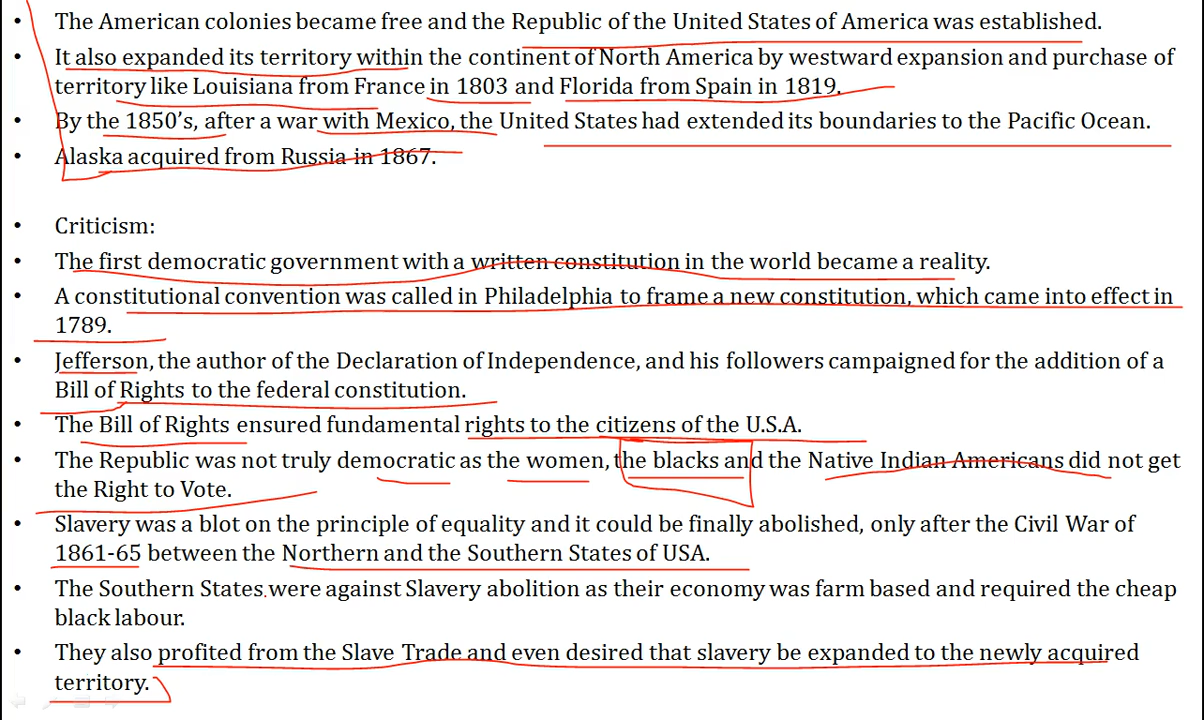 • The American colonies became free and the Republic of the United States of America was established.
• It also expanded its territory within the continent of North America by westward expansion and purchase of
territory like Louisiana from France in 1803 and Florida from Spain in 1819.
• By the 1850's, after a war with Mexico, the United States had extended its boundaries to the Pacific Ocean.
• Alaska acquired from Russia in 1867.
• Criticism:
• The first democratic government with a written constitution in the world became a reality.
• A constitutional convention was called in Philadelphia to frame a new constitution, which came into effect in
1789.
• Jefferson, the author of the Declaration of Independence, and his followers campaigned for the addition of a
Bill of Rights to the federal constitution.
• The Bill of Rights ensured fundamental rights to the citizens of the U.S.A.
• The Republic was not truly democratic as the women, the blacks and the Native Indian Americans did not get
the Right to Vote.
• Slavery was a blot on the principle of equality and it could be finally abolished, only after the Civil War of
1861-65 between the Northern and the Southern States of USA.
• The Southern States were against Slavery abolition as their economy was farm based and required the cheap
black labour.
• They also profited from the Slave Trade and even desired that slavery be expanded to the newly acquired
territory.